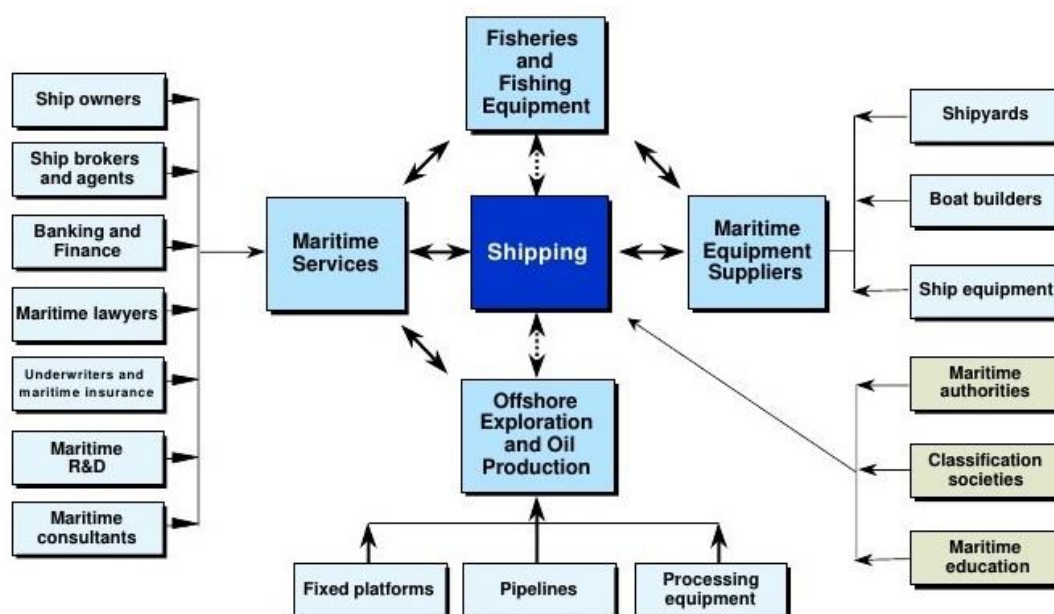 Fisheries
and
Fishing
Equipment
Ship owners
Ship brokers
and agents
Banking and
Finance
Maritime lawyers
Underwriters and
maritime insurance
Maritime
R&D
Maritime
consultants
Maritime
Services
Shipping
Maritime
Equipment
Suppliers
Shipyards
Boat builders
Ship equipment
Maritime
authorities
Classification
societies
Maritime
education
Offshore
Exploration
and Oil
Production
Fixed platforms
Pipelines
Processing
equipment